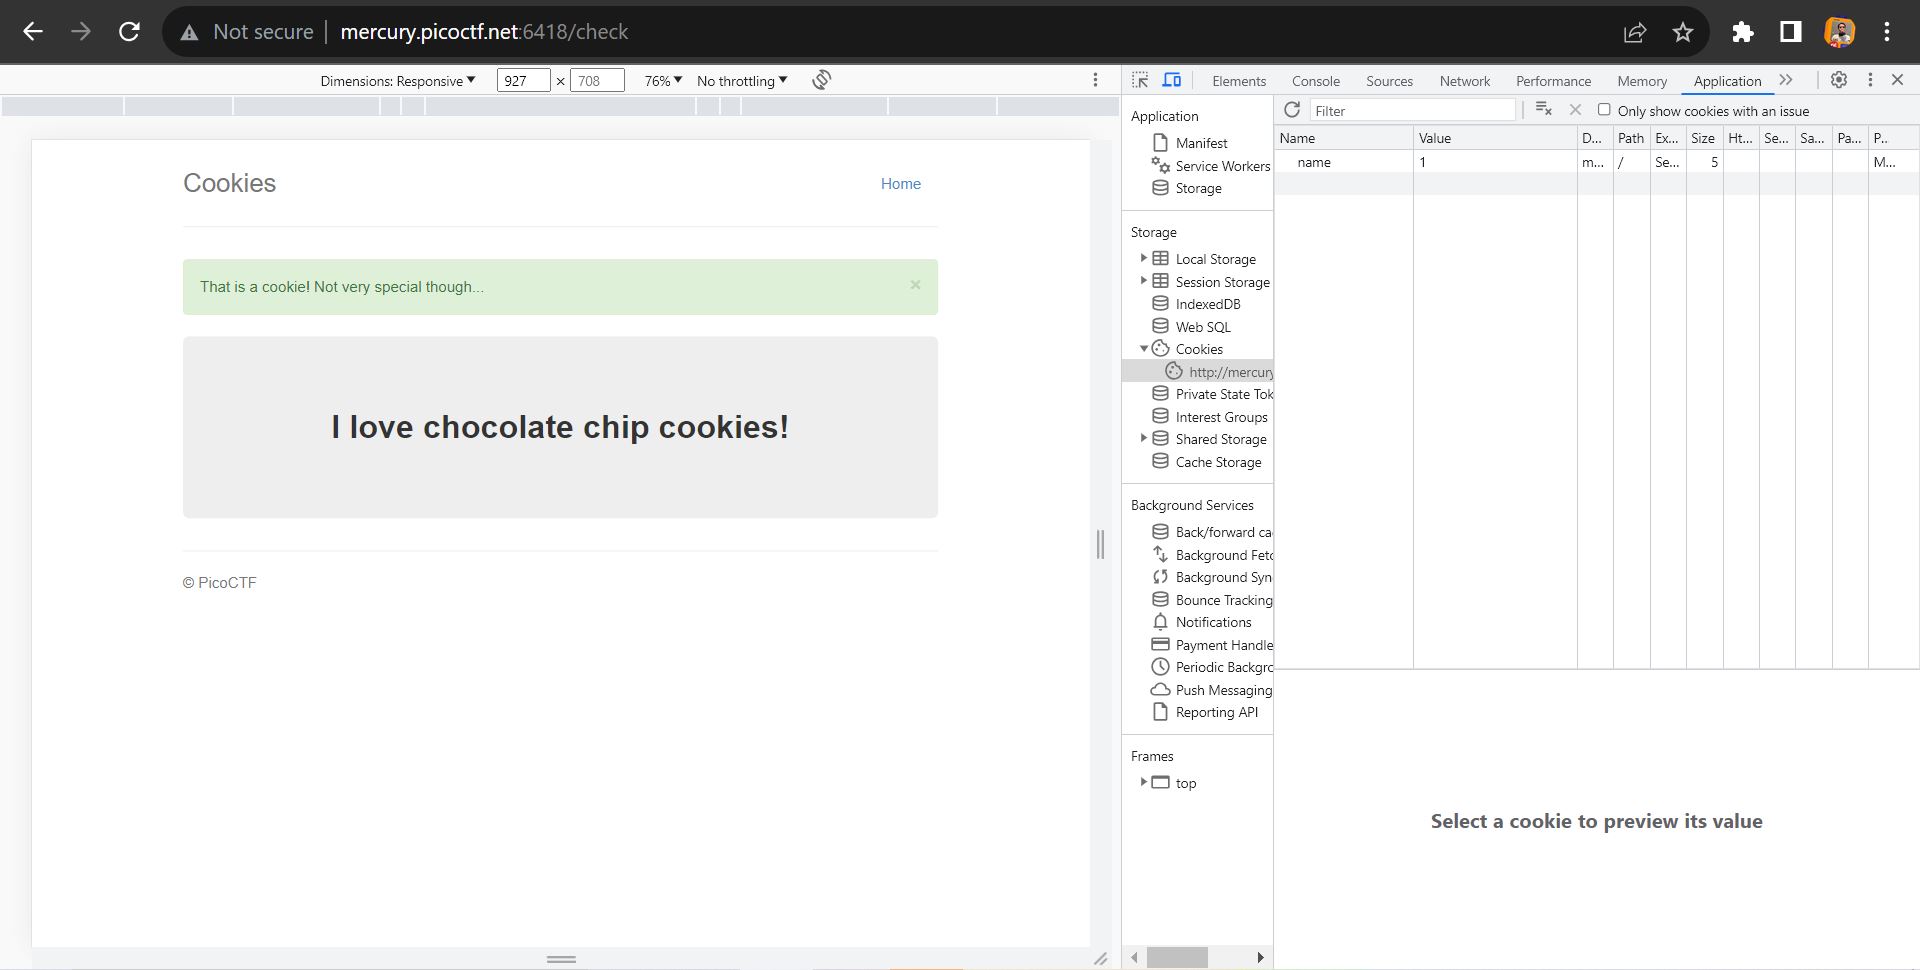 Not secure | mercury.picoctf.net:6418/check
Dimensions: Responsive 927 × 708 76% No throttling
Elements Console Sources Network Performance Memory Application
Cookies Home
That is a cookie! Not very special though... ×
I love chocolate chip cookies!
© PicoCTF
Application
Manifest
Service Workers
Storage
Storage
Local Storage
Session Storage
IndexedDB
Web SQL
Cookies
http://mercury
Private State Tok
Interest Groups
Shared Storage
Cache Storage
Background Services
Back/forward ca
Background Fetc
Background Syn
Bounce Tracking
Notifications
Payment Handle
Periodic Backgrc
Push Messaging
Reporting API
Frames
top
Filter Only show cookies with an issue
Name Value D... Path Ex... Size Ht... Se... Sa... Pa... P..
name 1 m... / Se... 5 M...
Select a cookie to preview its value